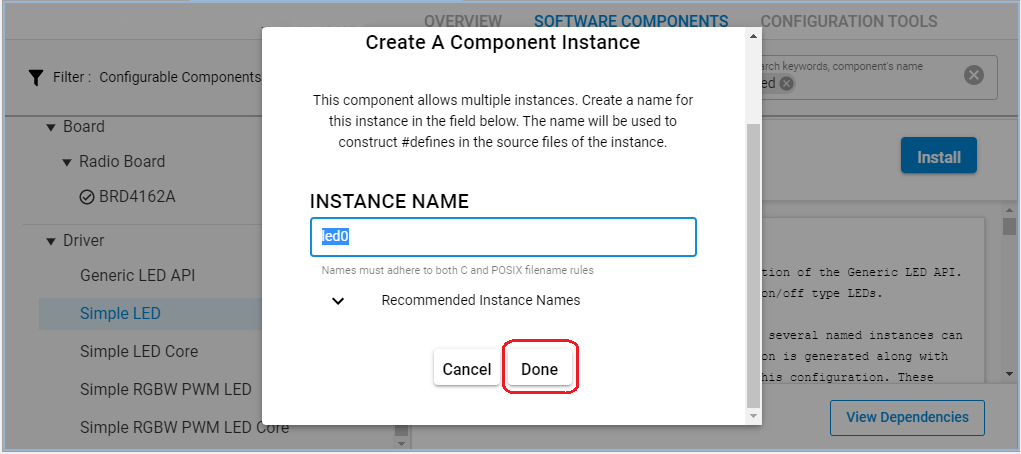 OVERVIEW SOFTWARE COMPONENTS CONFIGURATION TOOLS
Filter : Configurable Components
arch keywords, component's name
ed
Board
Radio Board
BRD4162A
Driver
Generic LED API
Simple LED
Simple LED Core
Simple RGBW PWM LED
Simple RGBW PWM LED Core
Create A Component Instance
This component allows multiple instances. Create a name for
this instance in the field below. The name will be used to
construct #defines in the source files of the instance.
INSTANCE NAME
led0
Names must adhere to both C and POSIX filename rules
Recommended Instance Names
Cancel Done
Install
tion of the Generic LED API.
on/off type LEDs.
several named instances can
on is generated along with
his configuration. These
View Dependencies